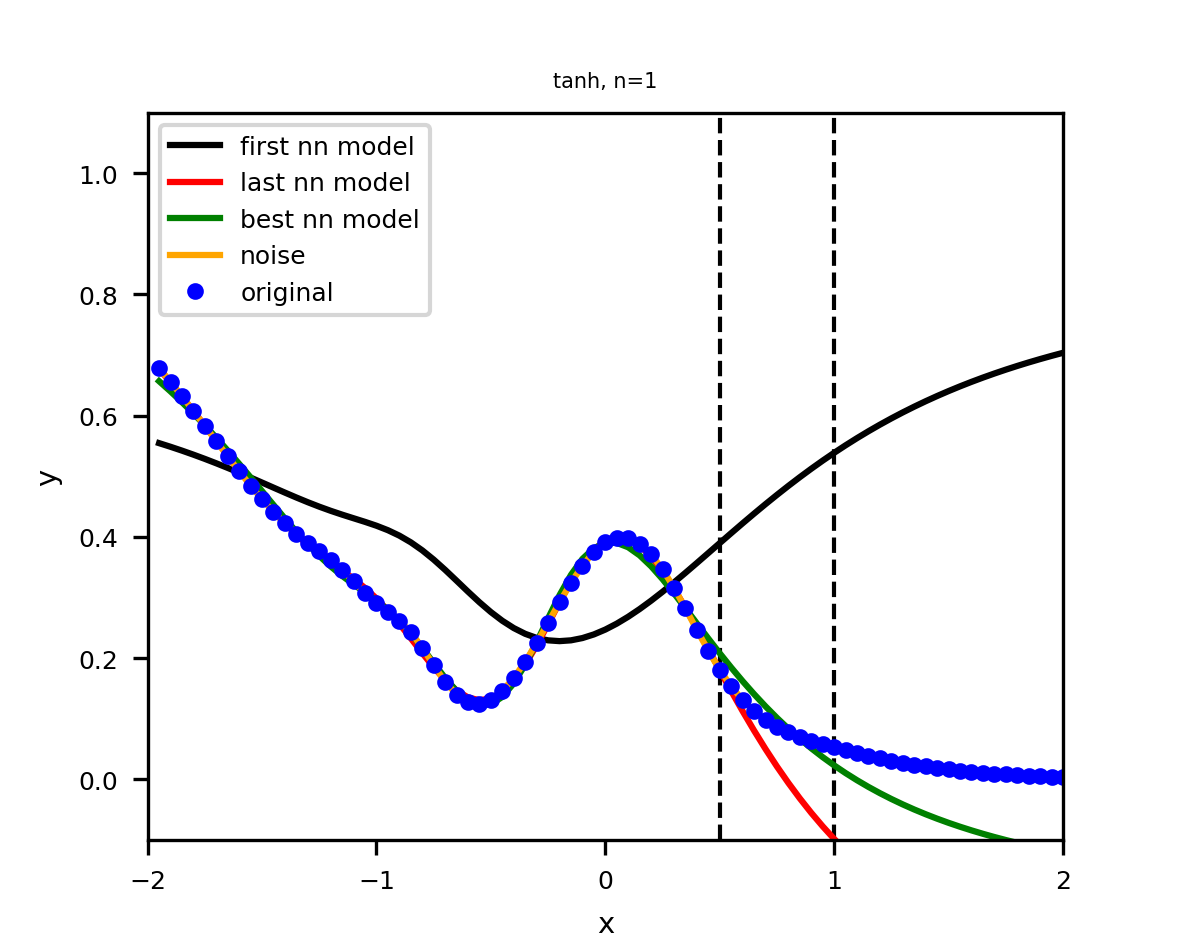 tanh, n=1
first nn model
last nn model
best nn model
noise
original
1.0
0.8
0.6
0.4
0.2
0.0
y
−2
−1
0
1
2
x